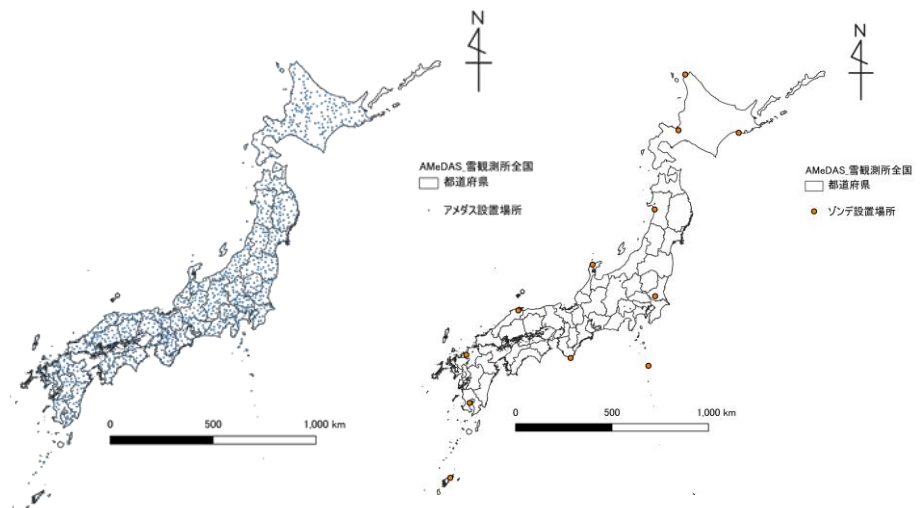 N
AMeDAS_雪観測所全国
都道府県
アメダス設置場所
0 500 1,000 km
N
AMeDAS_雪観測所全国
都道府県
ゾンデ設置場所
0 500 1,000 km